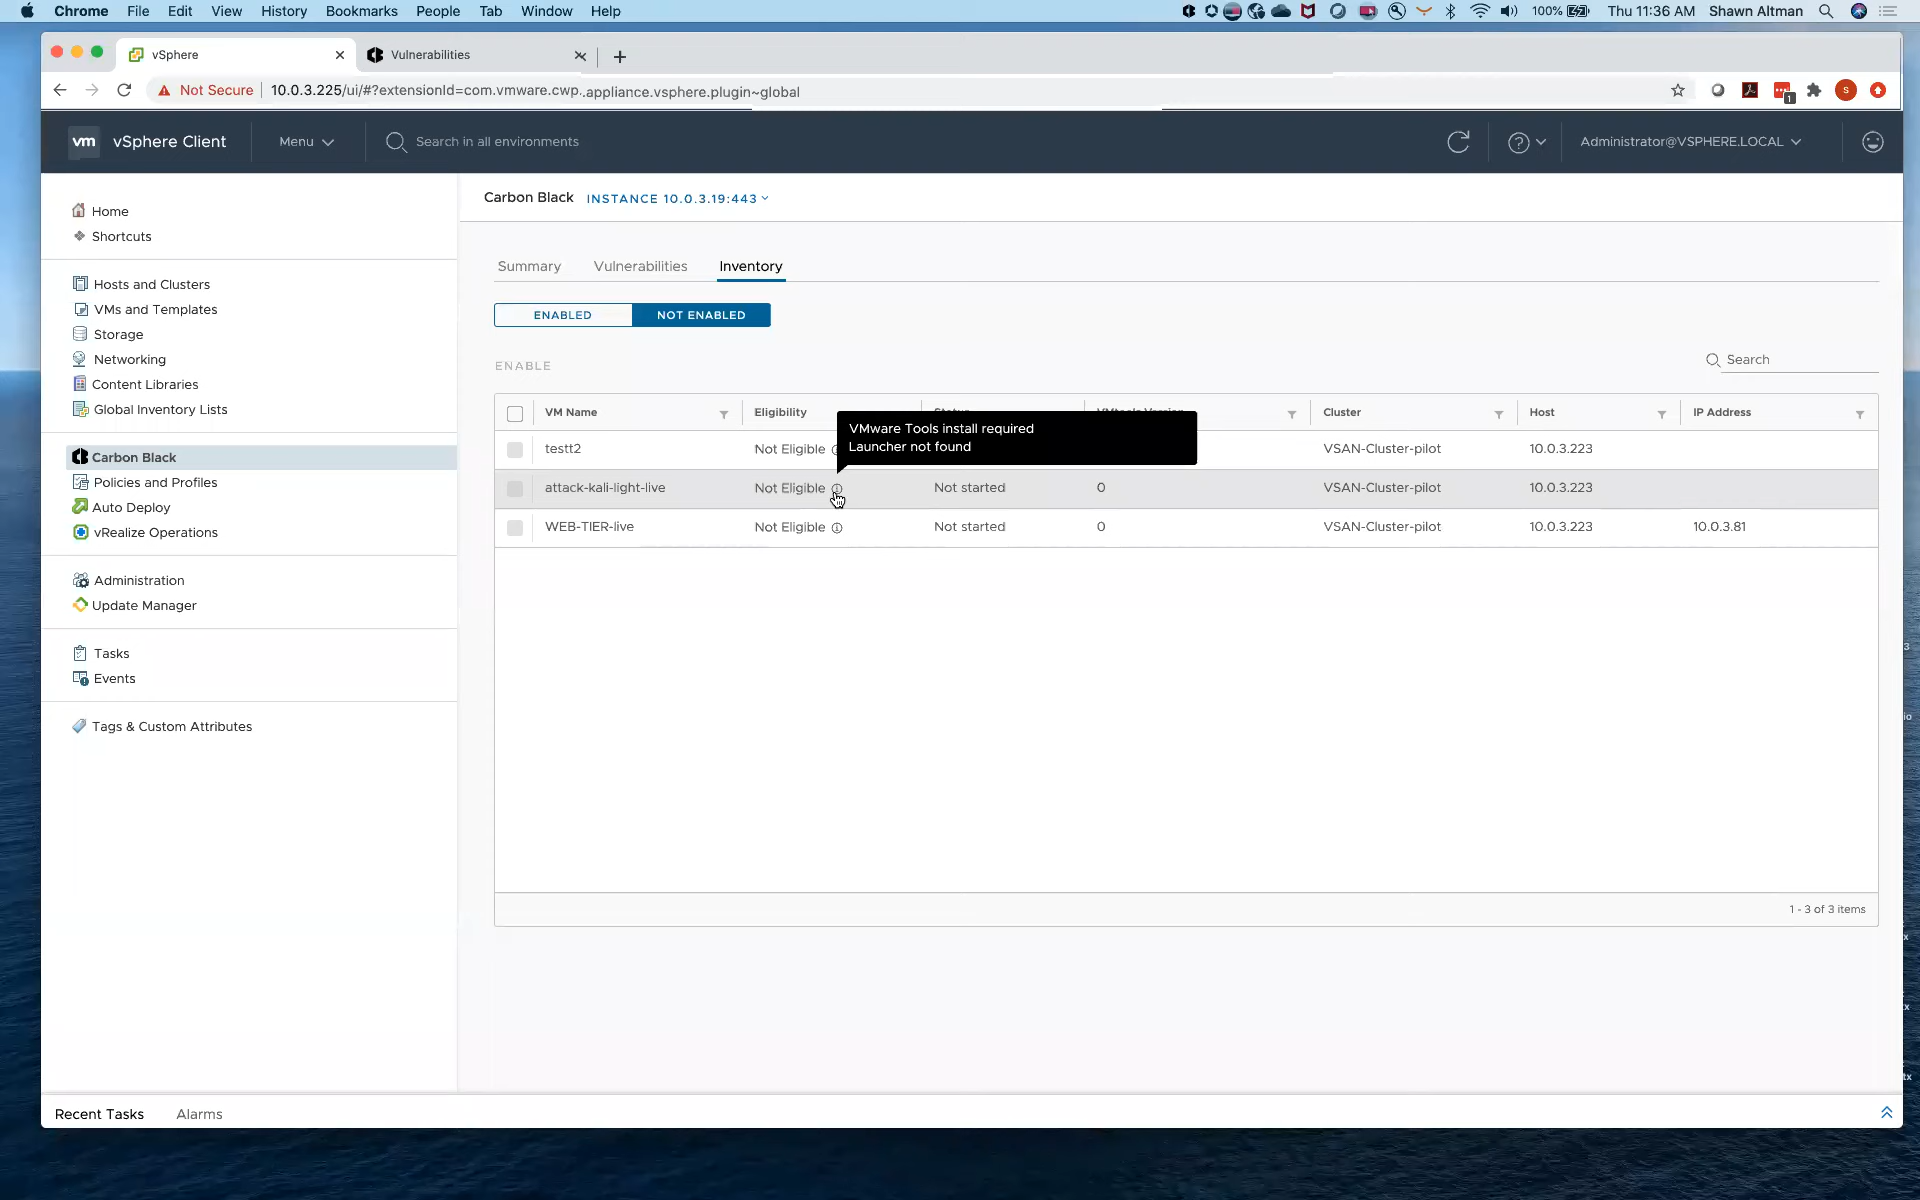 Chrome File Edit View History Bookmarks People Tab Window Help 100% Thu 11:36 AM Shawn Altman
vSphere Vulnerabilities
Not Secure 10.0.3.225/ui/#?extensionId=com.vmware.cwp..appliance.vsphere.plugin~global S 1
vm vSphere Client Menu Search in all environments Administrator@VSPHERE.LOCAL
Carbon Black INSTANCE 10.0.3.19:443
Home
Shortcuts
Hosts and Clusters
VMs and Templates
Storage
Networking
Content Libraries
Global Inventory Lists
Carbon Black
Policies and Profiles
Auto Deploy
vRealize Operations
Administration
Update Manager
Tasks
Events
Tags & Custom Attributes
Summary Vulnerabilities Inventory
ENABLED NOT ENABLED
ENABLE Search
VM Name Eligibility Status VMtools Version Cluster Host IP Address
VMware Tools install required
Launcher not found
testt2 Not Eligible VSAN-Cluster-pilot 10.0.3.223
attack-kali-light-live Not Eligible Not started 0 VSAN-Cluster-pilot 10.0.3.223
WEB-TIER-live Not Eligible Not started 0 VSAN-Cluster-pilot 10.0.3.223 10.0.3.81
1 - 3 of 3 items
Recent Tasks Alarms